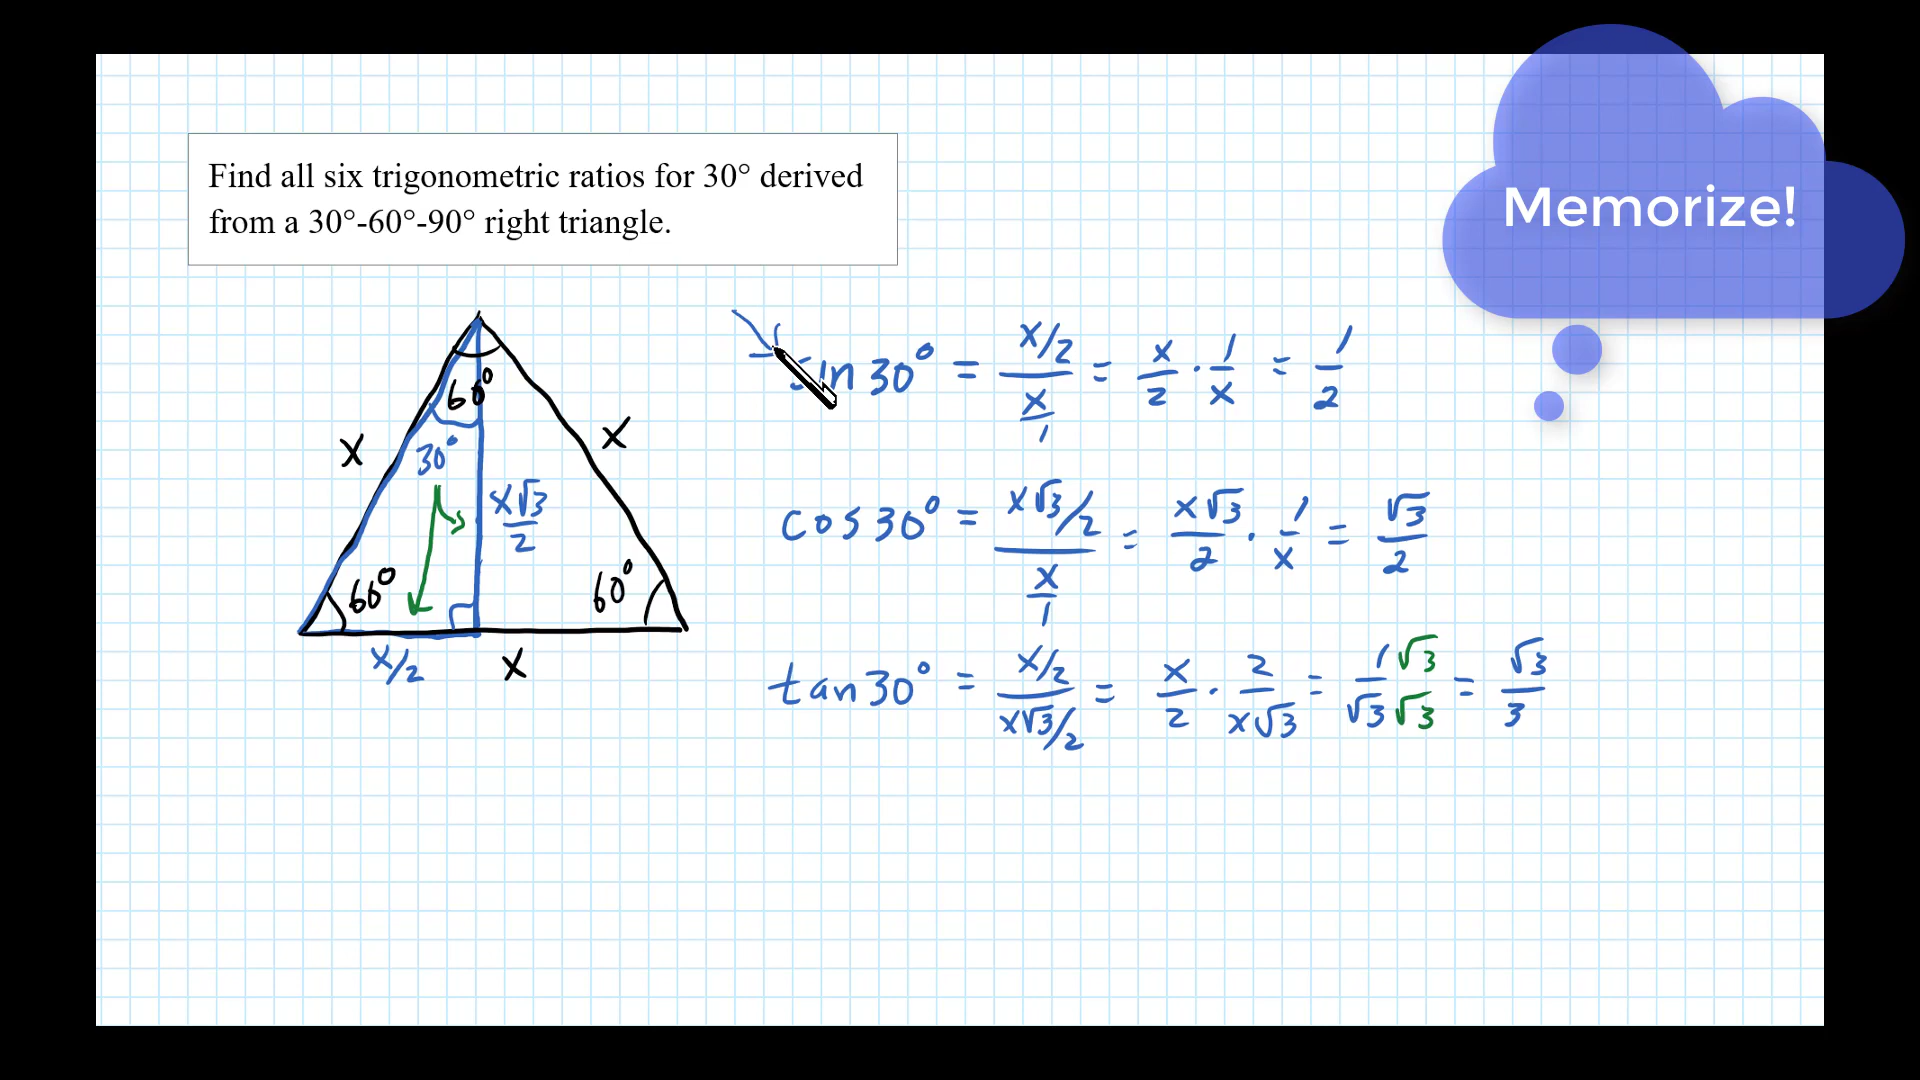 Memorize!
Find all six trigonometric ratios for 30° derived
from a 30°-60°-90° right triangle.
60°
30°
x
x
x√3/2
60°
60°
x/2
x
sin 30° = (x/2)/(x/1) = x/2 · 1/x = 1/2
cos 30° = (x√3/2)/(x/1) = x√3/2 · 1/x = √3/2
tan 30° = (x/2)/(x√3/2) = x/2 · 2/x√3 = 1√3/√3√3 = √3/3